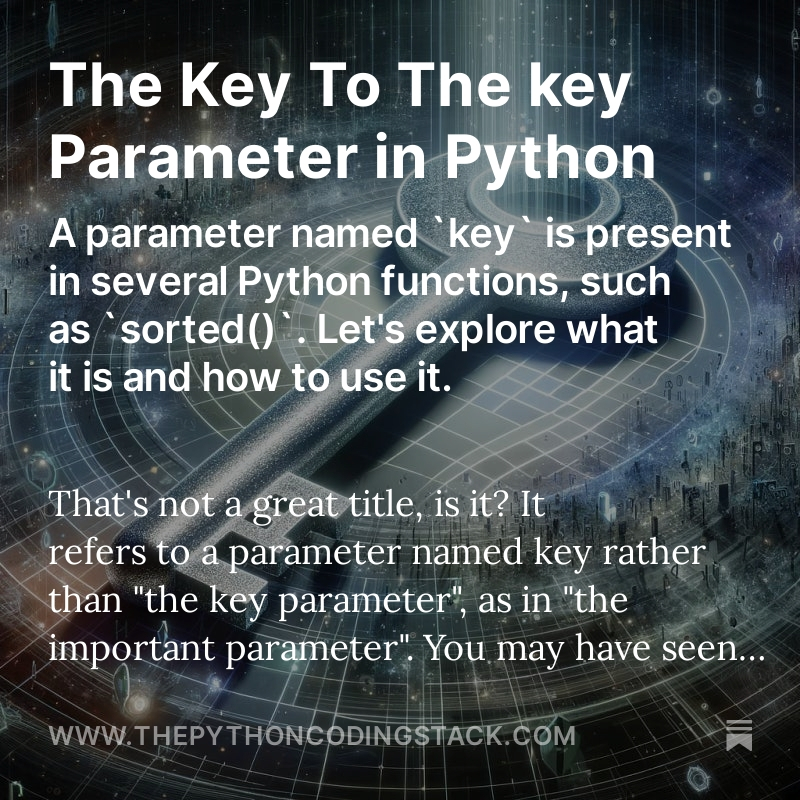 The Key To The key
Parameter in Python
A parameter named `key` is present
in several Python functions, such
as `sorted()`. Let's explore what
it is and how to use it.
That's not a great title, is it? It
refers to a parameter named key rather
than "the key parameter", as in "the
important parameter". You may have seen…
WWW.THEPYTHONCODINGSTACK.COM